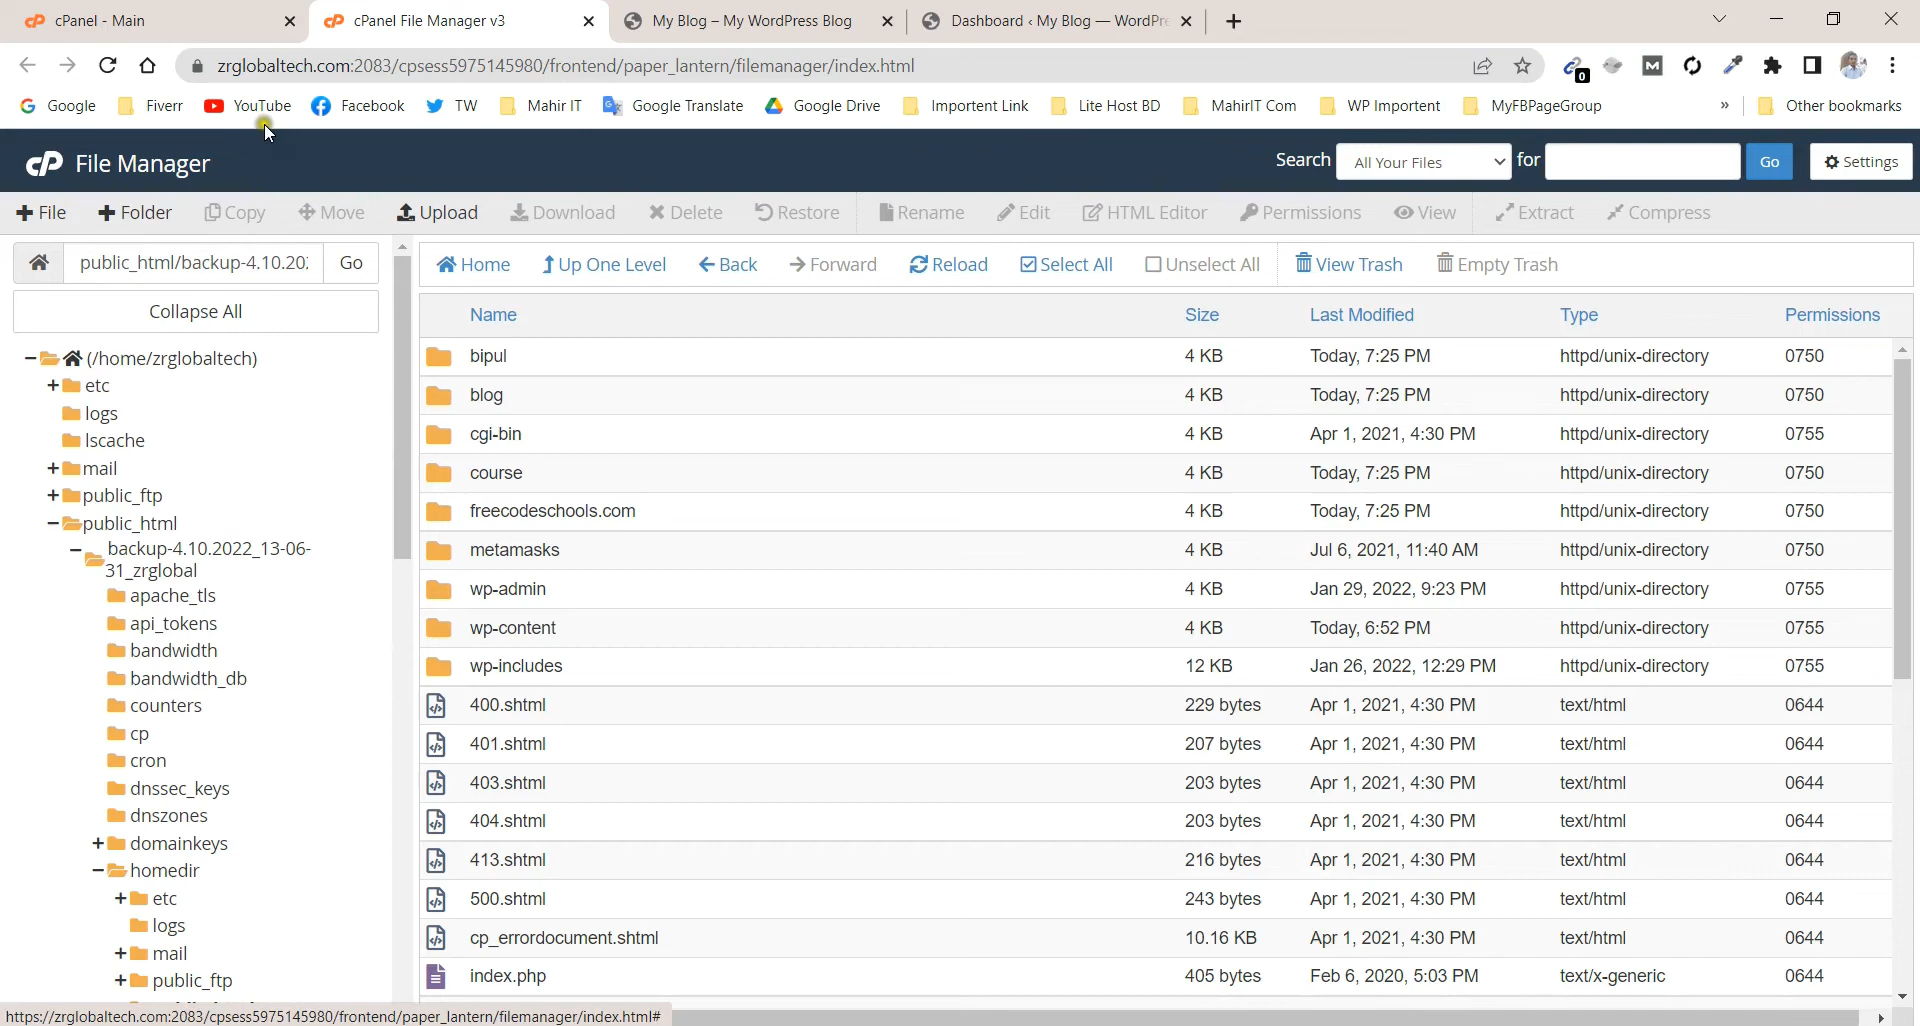 cPanel - Main
cPanel File Manager v3
My Blog – My WordPress Blog
Dashboard ‹ My Blog — WordPre
zrglobaltech.com:2083/cpsess5975145980/frontend/paper_lantern/filemanager/index.html
0
M
Google
Fiverr
YouTube
Facebook
TW
Mahir IT
Google Translate
Google Drive
Importent Link
Lite Host BD
MahirIT Com
WP Importent
MyFBPageGroup
»
Other bookmarks
cP File Manager
Search
All Your Files
for
Go
Settings
File
Folder
Copy
Move
Upload
Download
Delete
Restore
Rename
Edit
HTML Editor
Permissions
View
Extract
Compress
public_html/backup-4.10.20
Go
Home
Up One Level
Back
Forward
Reload
Select All
Unselect All
View Trash
Empty Trash
Collapse All
(/home/zrglobaltech)
etc
logs
lscache
mail
public_ftp
public_html
backup-4.10.2022_13-06-
31_zrglobal
apache_tls
api_tokens
bandwidth
bandwidth_db
counters
cp
cron
dnssec_keys
dnszones
domainkeys
homedir
etc
logs
mail
public_ftp
Name Size Last Modified Type Permissions
bipul 4 KB Today, 7:25 PM httpd/unix-directory 0750
blog 4 KB Today, 7:25 PM httpd/unix-directory 0750
cgi-bin 4 KB Apr 1, 2021, 4:30 PM httpd/unix-directory 0755
course 4 KB Today, 7:25 PM httpd/unix-directory 0750
freecodeschools.com 4 KB Today, 7:25 PM httpd/unix-directory 0750
metamasks 4 KB Jul 6, 2021, 11:40 AM httpd/unix-directory 0750
wp-admin 4 KB Jan 29, 2022, 9:23 PM httpd/unix-directory 0755
wp-content 4 KB Today, 6:52 PM httpd/unix-directory 0755
wp-includes 12 KB Jan 26, 2022, 12:29 PM httpd/unix-directory 0755
400.shtml 229 bytes Apr 1, 2021, 4:30 PM text/html 0644
401.shtml 207 bytes Apr 1, 2021, 4:30 PM text/html 0644
403.shtml 203 bytes Apr 1, 2021, 4:30 PM text/html 0644
404.shtml 203 bytes Apr 1, 2021, 4:30 PM text/html 0644
413.shtml 216 bytes Apr 1, 2021, 4:30 PM text/html 0644
500.shtml 243 bytes Apr 1, 2021, 4:30 PM text/html 0644
cp_errordocument.shtml 10.16 KB Apr 1, 2021, 4:30 PM text/html 0644
index.php 405 bytes Feb 6, 2020, 5:03 PM text/x-generic 0644
https://zrglobaltech.com:2083/cpsess5975145980/frontend/paper_lantern/filemanager/index.html#